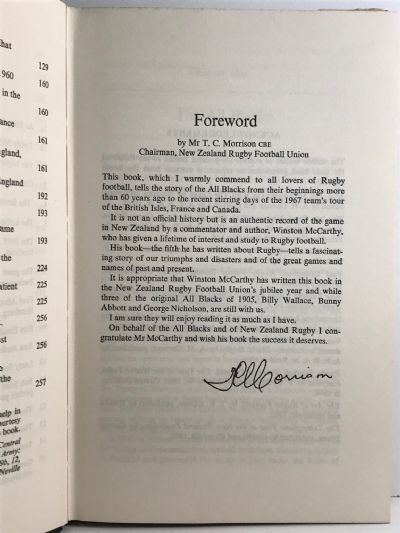 that
129
1960
160
in the
160
ance
161
gland,
161
England
192
193
ame
193
the
224
atient
225
225
256
st
256
the
257
help in
courtesy
book.
Central
Army:
96, 12,
Neville
Foreword
by Mr T. C. Morrison CBE
Chairman, New Zealand Rugby Football Union
This book, which I warmly commend to all lovers of Rugby
football, tells the story of the All Blacks from their beginnings more
than 60 years ago to the recent stirring days of the 1967 team's tour
of the British Isles, France and Canada.
It is not an official history but is an authentic record of the game
in New Zealand by a commentator and author, Winston McCarthy,
who has given a lifetime of interest and study to Rugby football.
His book—the fifth he has written about Rugby—tells a fascinat-
ing story of our triumphs and disasters and of the great games and
names of past and present.
It is appropriate that Winston McCarthy has written this book in
the New Zealand Rugby Football Union's jubilee year and while
three of the original All Blacks of 1905, Billy Wallace, Bunny
Abbott and George Nicholson, are still with us.
I am sure they will enjoy reading it as much as I have.
On behalf of the All Blacks and of New Zealand Rugby I con-
gratulate Mr McCarthy and wish his book the success it deserves.